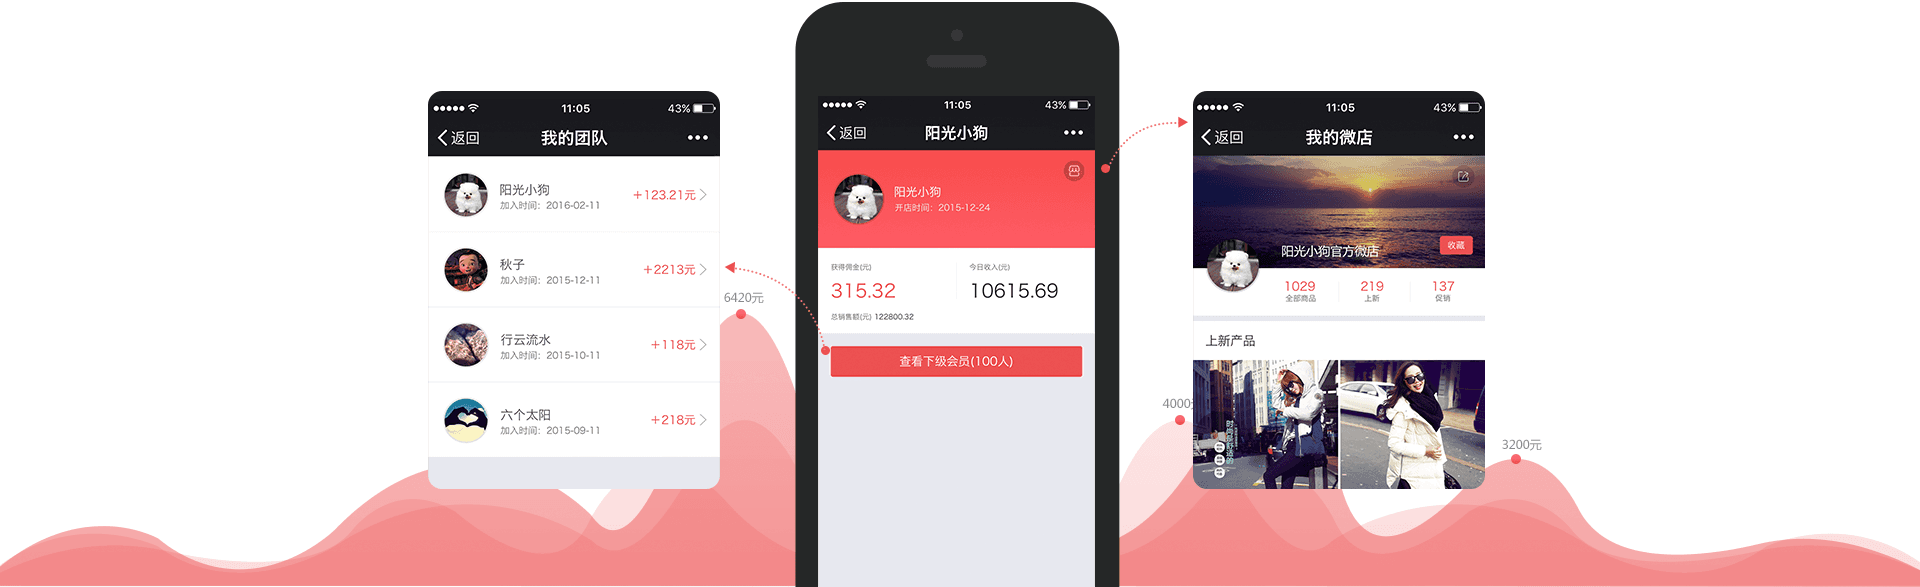 11:05
43%
返回
我的团队
阳光小狗
加入时间：2016-02-11
+123.21元
秋子
加入时间：2015-12-11
+2213元
行云流水
加入时间：2015-10-11
+118元
六个太阳
加入时间：2015-09-11
+218元
6420元
11:05
43%
返回
阳光小狗
阳光小狗
开店时间：2015-12-24
获得佣金(元)
315.32
今日收入(元)
10615.69
总销售额(元) 122800.32
查看下级会员(100人)
4000
11:05
43%
返回
我的微店
阳光小狗官方微店
收藏
1029
全部商品
219
上新
137
促销
上新产品
3200元